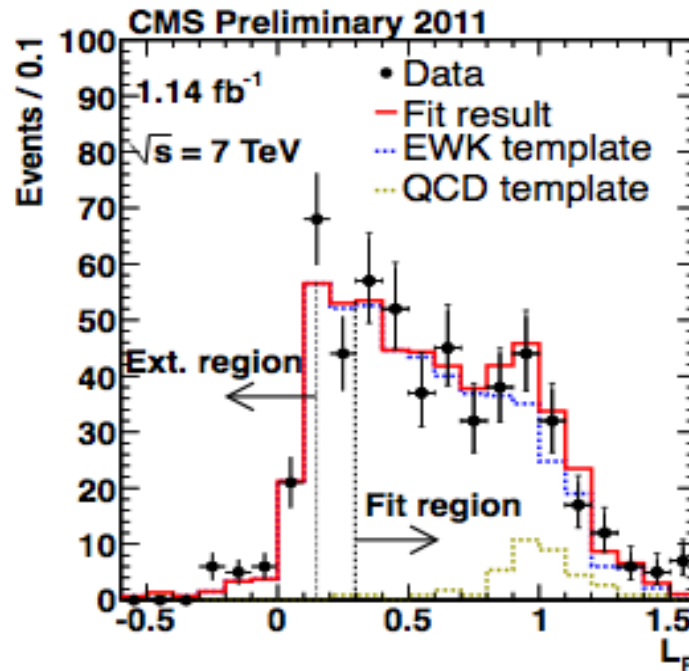 CMS Preliminary 2011
Events / 0.1
100
90
80
70
60
50
40
30
20
10
0
1.14 fb⁻¹
√s = 7 TeV
Data
Fit result
EWK template
QCD template
Ext. region
Fit region
-0.5 0 0.5 1 1.5